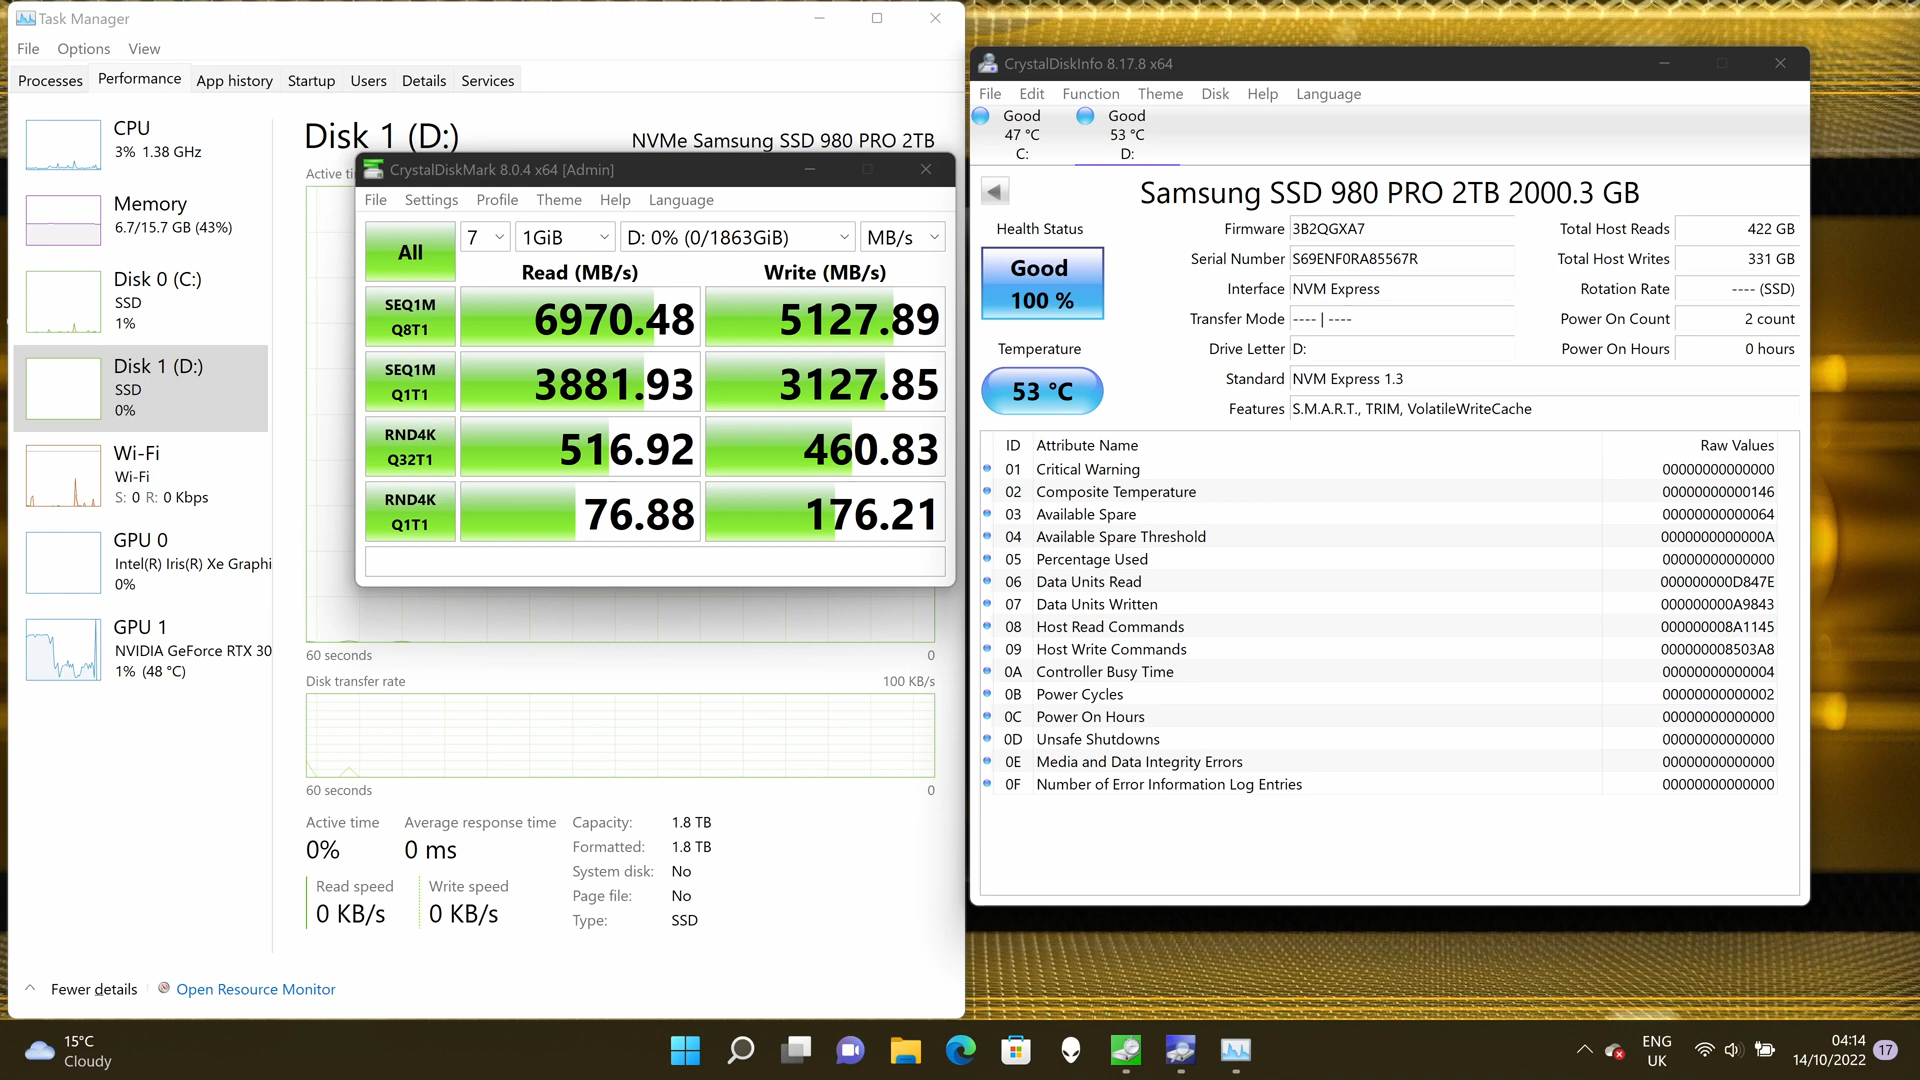 Task Manager
File Options View
Processes Performance App history Startup Users Details Services
CPU
3% 1.38 GHz
Memory
6.7/15.7 GB (43%)
Disk 0 (C:)
SSD
1%
Disk 1 (D:)
SSD
0%
Wi-Fi
Wi-Fi
S: 0 R: 0 Kbps
GPU 0
Intel(R) Iris(R) Xe Graphi
0%
GPU 1
NVIDIA GeForce RTX 30
1% (48 °C)
Disk 1 (D:)
NVMe Samsung SSD 980 PRO 2TB
Active
CrystalDiskMark 8.0.4 x64 [Admin]
File Settings Profile Theme Help Language
All
7 1GiB D: 0% (0/1863GiB) MB/s
Read (MB/s) Write (MB/s)
SEQ1M
Q8T1
6970.48 5127.89
SEQ1M
Q1T1
3881.93 3127.85
RND4K
Q32T1
516.92 460.83
RND4K
Q1T1
76.88 176.21
60 seconds 0
Disk transfer rate 100 KB/s
60 seconds 0
Active time Average response time
0% 0 ms
Read speed Write speed
0 KB/s 0 KB/s
Capacity: 1.8 TB
Formatted: 1.8 TB
System disk: No
Page file: No
Type: SSD
Fewer details Open Resource Monitor
CrystalDiskInfo 8.17.8 x64
File Edit Function Theme Disk Help Language
Good Good
47 °C 53 °C
C: D:
Samsung SSD 980 PRO 2TB 2000.3 GB
Health Status
Good
100 %
Temperature
53 °C
Firmware 3B2QGXA7
Serial Number S69ENF0RA85567R
Interface NVM Express
Transfer Mode ---- | ----
Drive Letter D:
Standard NVM Express 1.3
Features S.M.A.R.T., TRIM, VolatileWriteCache
Total Host Reads 422 GB
Total Host Writes 331 GB
Rotation Rate ---- (SSD)
Power On Count 2 count
Power On Hours 0 hours
ID Attribute Name Raw Values
01 Critical Warning 00000000000000
02 Composite Temperature 00000000000146
03 Available Spare 00000000000064
04 Available Spare Threshold 0000000000000A
05 Percentage Used 00000000000000
06 Data Units Read 000000000D847E
07 Data Units Written 000000000A9843
08 Host Read Commands 000000008A1145
09 Host Write Commands 000000008503A8
0A Controller Busy Time 00000000000004
0B Power Cycles 00000000000002
0C Power On Hours 00000000000000
0D Unsafe Shutdowns 00000000000000
0E Media and Data Integrity Errors 00000000000000
0F Number of Error Information Log Entries 00000000000000
15°C
Cloudy
ENG
UK
04:14
14/10/2022
17